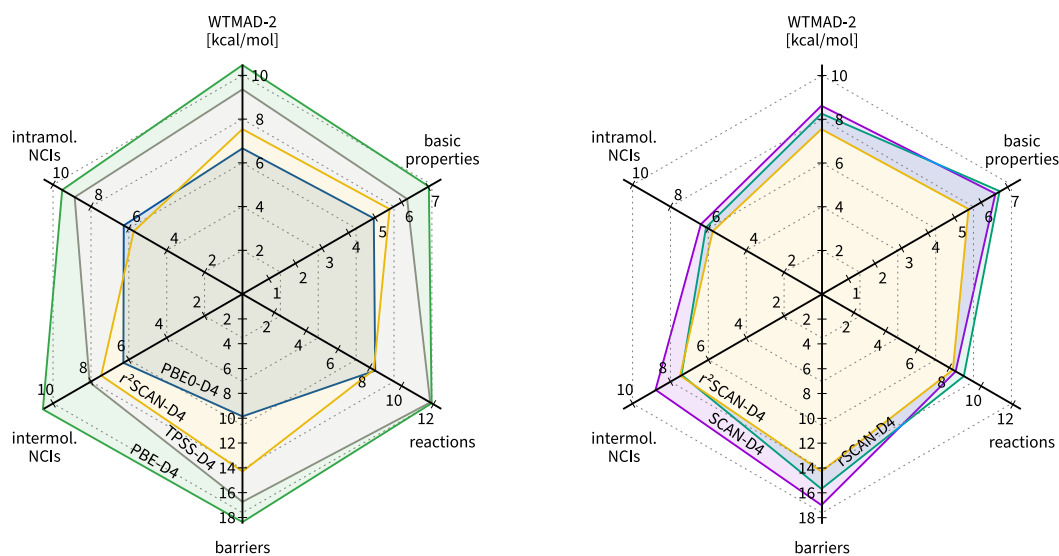 WTMAD-2
[kcal/mol]
10
8
6
4
2
basic
properties
7
6
5
4
3
2
1
reactions
12
10
8
6
4
2
barriers
18
16
14
12
10
8
6
4
2
intermol.
NCIs
10
8
6
4
2
intramol.
NCIs
10
8
6
4
2
PBE0-D4
r²SCAN-D4
TPSS-D4
PBE-D4
WTMAD-2
[kcal/mol]
10
8
6
4
2
basic
properties
7
6
5
4
3
2
1
reactions
12
10
8
6
4
2
barriers
18
16
14
12
10
8
6
4
2
intermol.
NCIs
10
8
6
4
2
intramol.
NCIs
10
8
6
4
2
r²SCAN-D4
SCAN-D4
rSCAN-D4